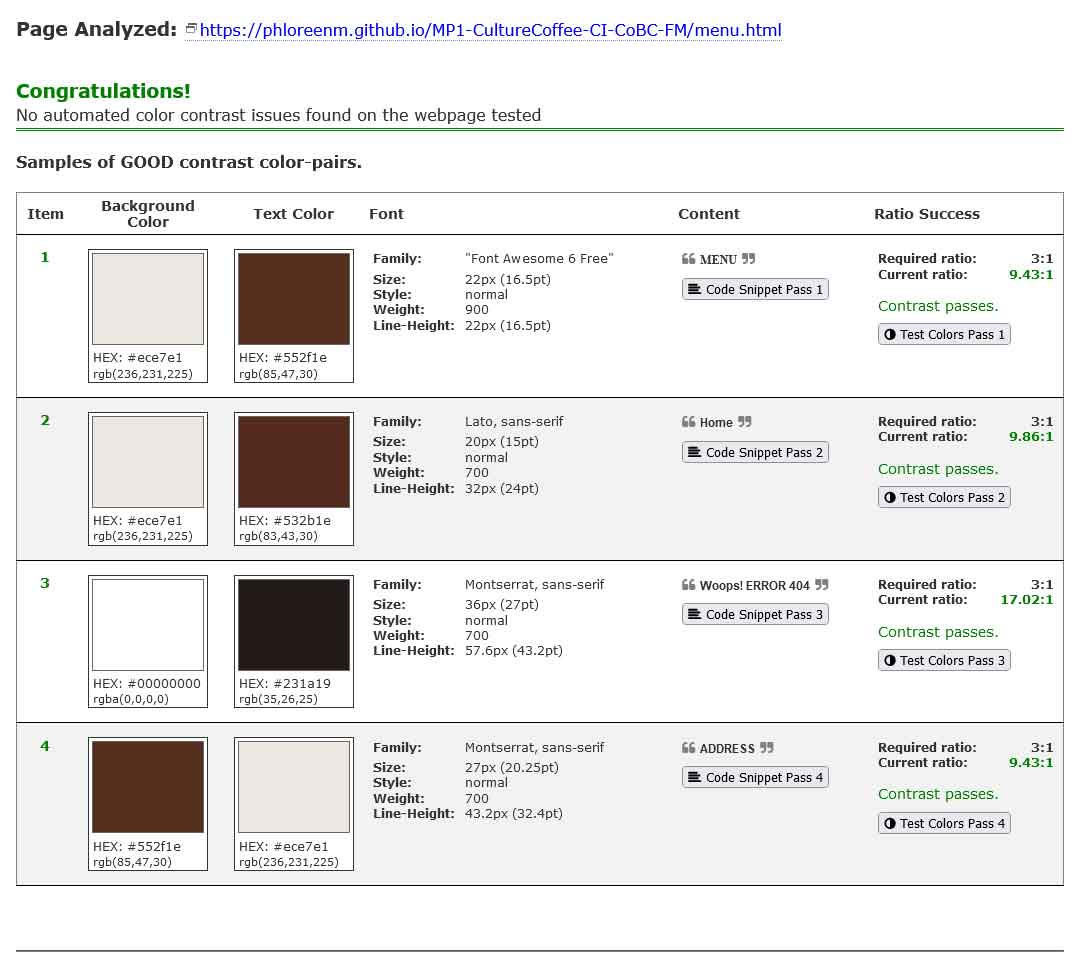 Page Analyzed: https://phloreenm.github.io/MP1-CultureCoffee-CI-CoBC-FM/menu.html
Congratulations!
No automated color contrast issues found on the webpage tested
Samples of GOOD contrast color-pairs.
Item Background Color Text Color Font Content Ratio Success
1
HEX: #ece7e1
rgb(236,231,225)
HEX: #552f1e
rgb(85,47,30)
Family: "Font Awesome 6 Free"
Size: 22px (16.5pt)
Style: normal
Weight: 900
Line-Height: 22px (16.5pt)
❝ MENU ❞
Code Snippet Pass 1
Required ratio: 3:1
Current ratio: 9.43:1
Contrast passes.
Test Colors Pass 1
2
HEX: #ece7e1
rgb(236,231,225)
HEX: #532b1e
rgb(83,43,30)
Family: Lato, sans-serif
Size: 20px (15pt)
Style: normal
Weight: 700
Line-Height: 32px (24pt)
❝ Home ❞
Code Snippet Pass 2
Required ratio: 3:1
Current ratio: 9.86:1
Contrast passes.
Test Colors Pass 2
3
HEX: #00000000
rgba(0,0,0,0)
HEX: #231a19
rgb(35,26,25)
Family: Montserrat, sans-serif
Size: 36px (27pt)
Style: normal
Weight: 700
Line-Height: 57.6px (43.2pt)
❝ Woops! ERROR 404 ❞
Code Snippet Pass 3
Required ratio: 3:1
Current ratio: 17.02:1
Contrast passes.
Test Colors Pass 3
4
HEX: #552f1e
rgb(85,47,30)
HEX: #ece7e1
rgb(236,231,225)
Family: Montserrat, sans-serif
Size: 27px (20.25pt)
Style: normal
Weight: 700
Line-Height: 43.2px (32.4pt)
❝ ADDRESS ❞
Code Snippet Pass 4
Required ratio: 3:1
Current ratio: 9.43:1
Contrast passes.
Test Colors Pass 4